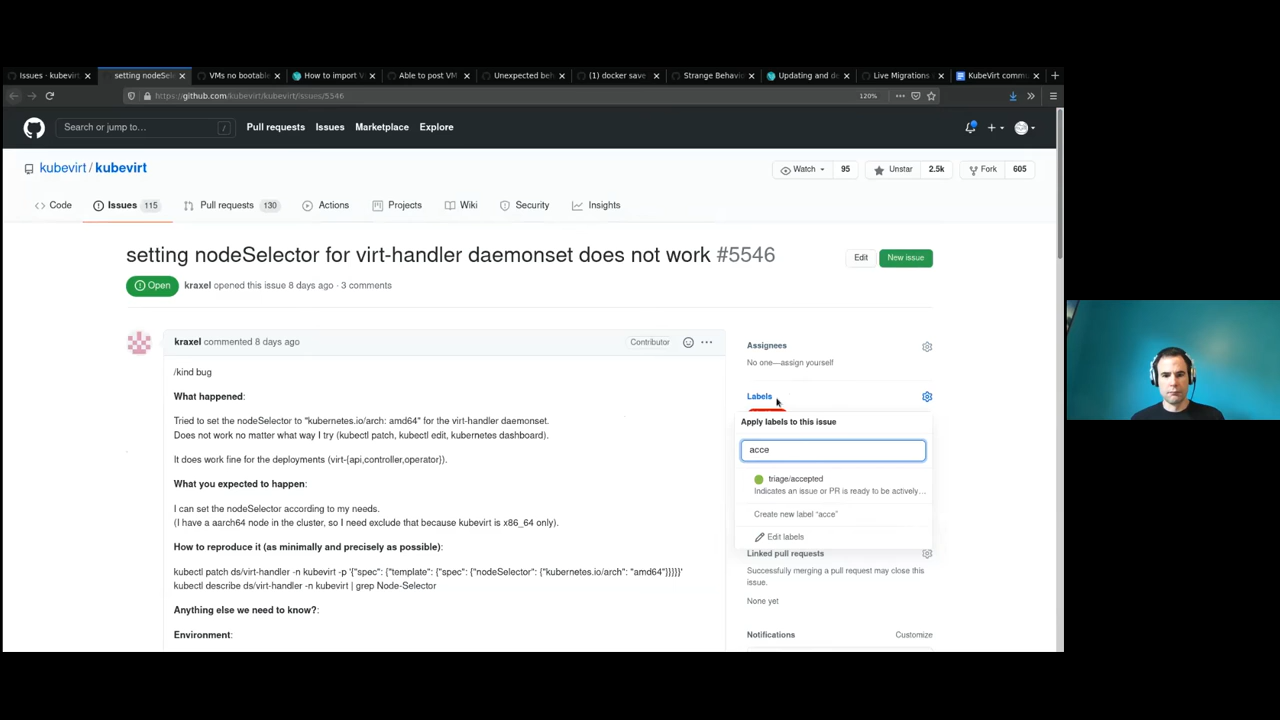 Issues · kubevirt
setting nodeSele
VMs no bootable
How to import V
Able to post VM
Unexpected beh
(1) docker save
Strange Behavi
Updating and de
Live Migrations
KubeVirt commu
https://github.com/kubevirt/kubevirt/issues/5546
120%
Search or jump to…
/
Pull requests
Issues
Marketplace
Explore
kubevirt / kubevirt
Watch
95
Unstar
2.5k
Fork
605
Code
Issues 115
Pull requests 130
Actions
Projects
Wiki
Security
Insights
setting nodeSelector for virt-handler daemonset does not work #5546
Edit
New issue
Open
kraxel opened this issue 8 days ago · 3 comments
kraxel commented 8 days ago
Contributor
/kind bug
What happened:
Tried to set the nodeSelector to "kubernetes.io/arch: amd64" for the virt-handler daemonset.
Does not work no matter what way I try (kubectl patch, kubectl edit, kubernetes dashboard).
It does work fine for the deployments (virt-{api,controller,operator}).
What you expected to happen:
I can set the nodeSelector according to my needs.
(I have a aarch64 node in the cluster, so I need exclude that because kubevirt is x86_64 only).
How to reproduce it (as minimally and precisely as possible):
kubectl patch ds/virt-handler -n kubevirt -p '{"spec": {"template": {"spec": {"nodeSelector": {"kubernetes.io/arch": "amd64"}}}}}'
kubectl describe ds/virt-handler -n kubevirt | grep Node-Selector
Anything else we need to know?:
Environment:
Assignees
No one—assign yourself
Labels
Apply labels to this issue
acce
triage/accepted
Indicates an issue or PR is ready to be actively…
Create new label "acce"
Edit labels
Linked pull requests
Successfully merging a pull request may close this
issue.
None yet
Notifications
Customize